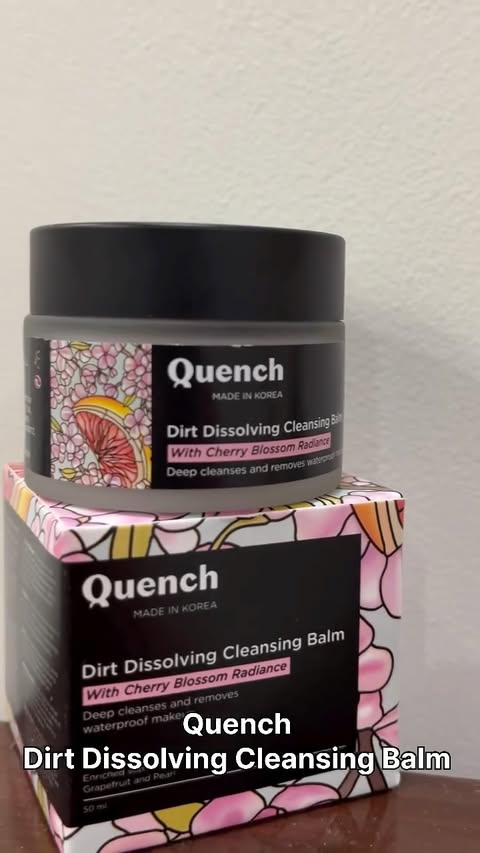 Quench
MADE IN KOREA
Dirt Dissolving Cleansing Balm
With Cherry Blossom Radiance
Deep cleanses and removes waterproof
Quench
MADE IN KOREA
Dirt Dissolving Cleansing Balm
With Cherry Blossom Radiance
Deep cleanses and removes
waterproof
Enriched
Grapefruit and Pearl
50 ml
Quench
Dirt Dissolving Cleansing Balm